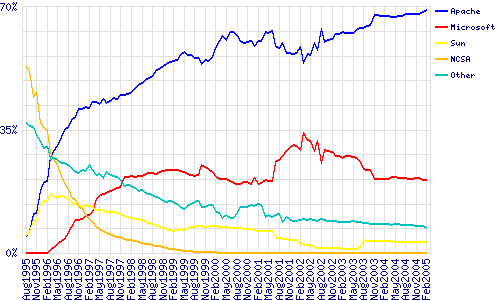 70%
35%
0%
Apache
Microsoft
Sun
NCSA
Other
Aug1995
Nov1995
Feb1996
May1996
Aug1996
Nov1996
Feb1997
May1997
Aug1997
Nov1997
Feb1998
May1998
Aug1998
Nov1998
Feb1999
May1999
Aug1999
Nov1999
Feb2000
May2000
Aug2000
Nov2000
Feb2001
May2001
Aug2001
Nov2001
Feb2002
May2002
Aug2002
Nov2002
Feb2003
May2003
Aug2003
Nov2003
Feb2004
May2004
Aug2004
Nov2004
Feb2005